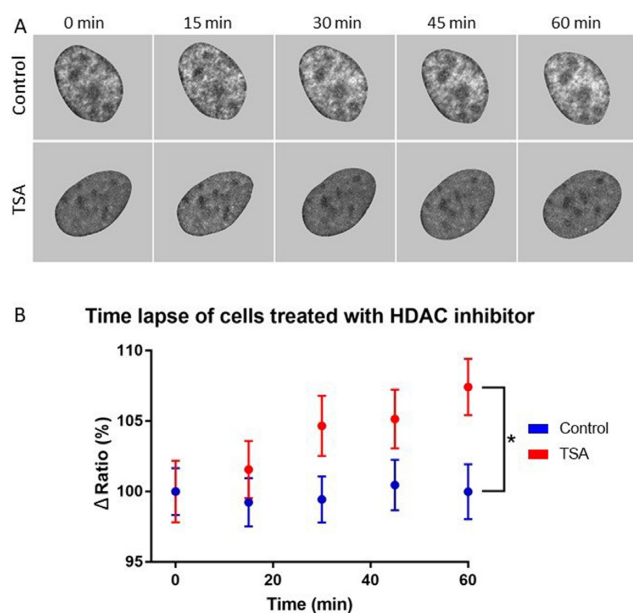 A
0 min 15 min 30 min 45 min 60 min
Control
TSA
B
Time lapse of cells treated with HDAC inhibitor
110
105
100
95
Δ Ratio (%)
0 20 40 60
Time (min)
*
Control
TSA